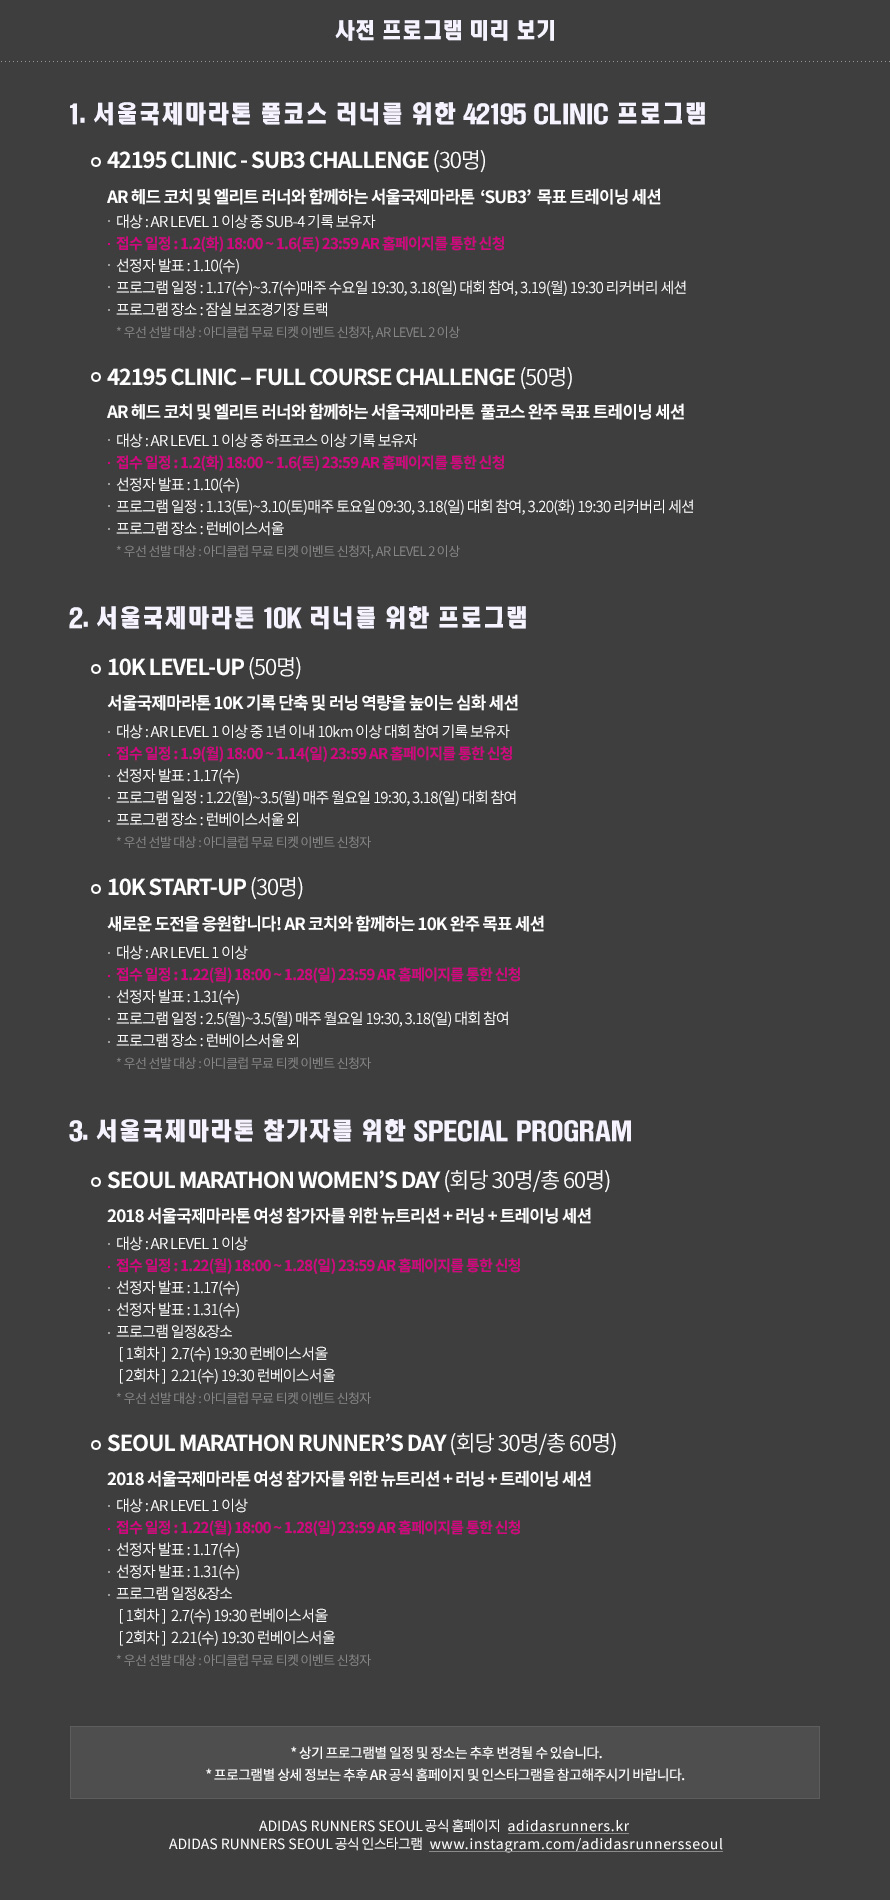 사전 프로그램 미리 보기
1. 서울국제마라톤 풀코스 러너를 위한 42195 CLINIC 프로그램
42195 CLINIC - SUB3 CHALLENGE (30명)
AR 헤드 코치 및 엘리트 러너와 함께하는 서울국제마라톤 ‘SUB3’ 목표 트레이닝 세션
· 대상 : AR LEVEL 1 이상 중 SUB-4 기록 보유자
· 접수 일정 : 1.2(화) 18:00 ~ 1.6(토) 23:59 AR 홈페이지를 통한 신청
· 선정자 발표 : 1.10(수)
· 프로그램 일정 : 1.17(수)~3.7(수)매주 수요일 19:30, 3.18(일) 대회 참여, 3.19(월) 19:30 리커버리 세션
· 프로그램 장소 : 잠실 보조경기장 트랙
* 우선 선발 대상 : 아디클럽 무료 티켓 이벤트 신청자, AR LEVEL 2 이상
42195 CLINIC – FULL COURSE CHALLENGE (50명)
AR 헤드 코치 및 엘리트 러너와 함께하는 서울국제마라톤 풀코스 완주 목표 트레이닝 세션
· 대상 : AR LEVEL 1 이상 중 하프코스 이상 기록 보유자
· 접수 일정 : 1.2(화) 18:00 ~ 1.6(토) 23:59 AR 홈페이지를 통한 신청
· 선정자 발표 : 1.10(수)
· 프로그램 일정 : 1.13(토)~3.10(토)매주 토요일 09:30, 3.18(일) 대회 참여, 3.20(화) 19:30 리커버리 세션
· 프로그램 장소 : 런베이스서울
* 우선 선발 대상 : 아디클럽 무료 티켓 이벤트 신청자, AR LEVEL 2 이상
2. 서울국제마라톤 10K 러너를 위한 프로그램
10K LEVEL-UP (50명)
서울국제마라톤 10K 기록 단축 및 러닝 역량을 높이는 심화 세션
· 대상 : AR LEVEL 1 이상 중 1년 이내 10km 이상 대회 참여 기록 보유자
· 접수 일정 : 1.9(월) 18:00 ~ 1.14(일) 23:59 AR 홈페이지를 통한 신청
· 선정자 발표 : 1.17(수)
· 프로그램 일정 : 1.22(월)~3.5(월) 매주 월요일 19:30, 3.18(일) 대회 참여
· 프로그램 장소 : 런베이스서울 외
* 우선 선발 대상 : 아디클럽 무료 티켓 이벤트 신청자
10K START-UP (30명)
새로운 도전을 응원합니다! AR 코치와 함께하는 10K 완주 목표 세션
· 대상 : AR LEVEL 1 이상
· 접수 일정 : 1.22(월) 18:00 ~ 1.28(일) 23:59 AR 홈페이지를 통한 신청
· 선정자 발표 : 1.31(수)
· 프로그램 일정 : 2.5(월)~3.5(월) 매주 월요일 19:30, 3.18(일) 대회 참여
· 프로그램 장소 : 런베이스서울 외
* 우선 선발 대상 : 아디클럽 무료 티켓 이벤트 신청자
3. 서울국제마라톤 참가자를 위한 SPECIAL PROGRAM
SEOUL MARATHON WOMEN’S DAY (회당 30명/총 60명)
2018 서울국제마라톤 여성 참가자를 위한 뉴트리션 + 러닝 + 트레이닝 세션
· 대상 : AR LEVEL 1 이상
· 접수 일정 : 1.22(월) 18:00 ~ 1.28(일) 23:59 AR 홈페이지를 통한 신청
· 선정자 발표 : 1.17(수)
· 선정자 발표 : 1.31(수)
· 프로그램 일정&장소
[ 1회차 ] 2.7(수) 19:30 런베이스서울
[ 2회차 ] 2.21(수) 19:30 런베이스서울
* 우선 선발 대상 : 아디클럽 무료 티켓 이벤트 신청자
SEOUL MARATHON RUNNER’S DAY (회당 30명/총 60명)
2018 서울국제마라톤 여성 참가자를 위한 뉴트리션 + 러닝 + 트레이닝 세션
· 대상 : AR LEVEL 1 이상
· 접수 일정 : 1.22(월) 18:00 ~ 1.28(일) 23:59 AR 홈페이지를 통한 신청
· 선정자 발표 : 1.17(수)
· 선정자 발표 : 1.31(수)
· 프로그램 일정&장소
[ 1회차 ] 2.7(수) 19:30 런베이스서울
[ 2회차 ] 2.21(수) 19:30 런베이스서울
* 우선 선발 대상 : 아디클럽 무료 티켓 이벤트 신청자
* 상기 프로그램별 일정 및 장소는 추후 변경될 수 있습니다.
* 프로그램별 상세 정보는 추후 AR 공식 홈페이지 및 인스타그램을 참고해주시기 바랍니다.
ADIDAS RUNNERS SEOUL 공식 홈페이지 adidasrunners.kr
ADIDAS RUNNERS SEOUL 공식 인스타그램 www.instagram.com/adidasrunnersseoul